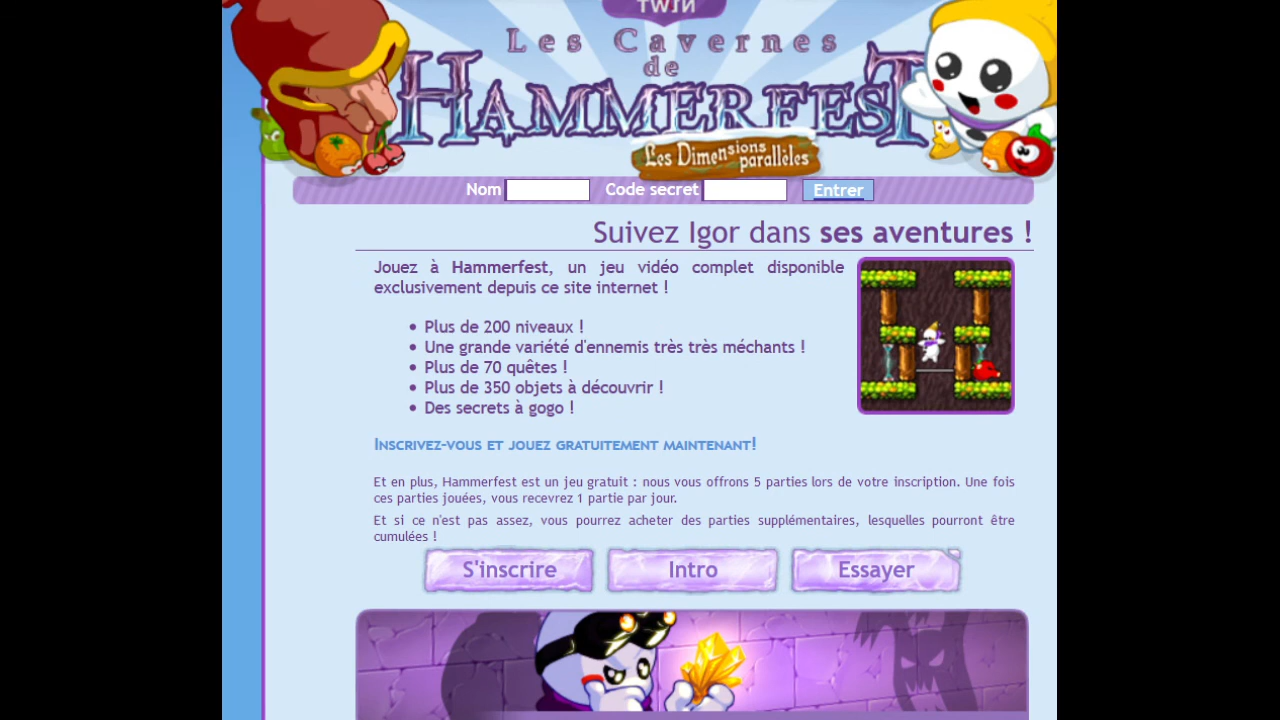 TWIN
Les Cavernes
de
HAMMERFEST
Les Dimensions parallèles
Nom Code secret Entrer
Suivez Igor dans ses aventures !
Jouez à Hammerfest, un jeu vidéo complet disponible
exclusivement depuis ce site internet !
• Plus de 200 niveaux !
• Une grande variété d'ennemis très très méchants !
• Plus de 70 quêtes !
• Plus de 350 objets à découvrir !
• Des secrets à gogo !
Inscrivez-vous et jouez gratuitement maintenant!
Et en plus, Hammerfest est un jeu gratuit : nous vous offrons 5 parties lors de votre inscription. Une fois
ces parties jouées, vous recevrez 1 partie par jour.
Et si ce n'est pas assez, vous pourrez acheter des parties supplémentaires, lesquelles pourront être
cumulées !
S'inscrire Intro Essayer